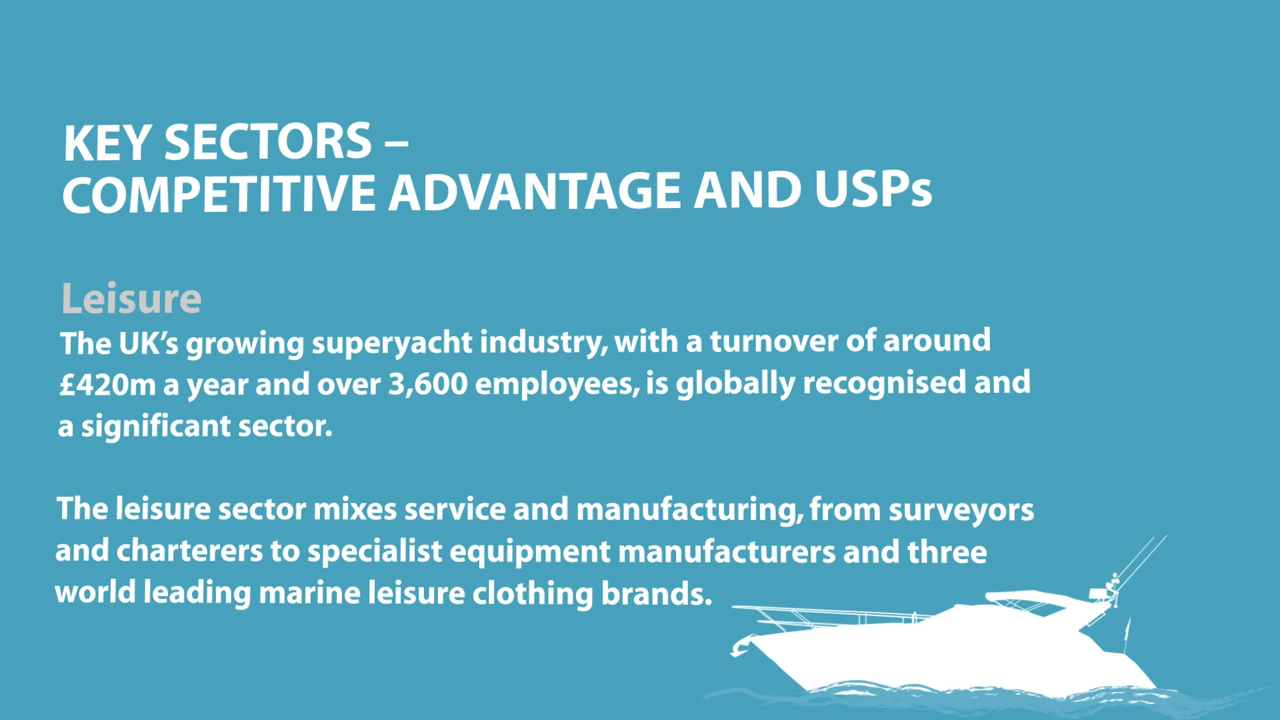 KEY SECTORS –
COMPETITIVE ADVANTAGE AND USPs
Leisure
The UK’s growing superyacht industry, with a turnover of around
£420m a year and over 3,600 employees, is globally recognised and
a significant sector.
The leisure sector mixes service and manufacturing, from surveyors
and charterers to specialist equipment manufacturers and three
world leading marine leisure clothing brands.